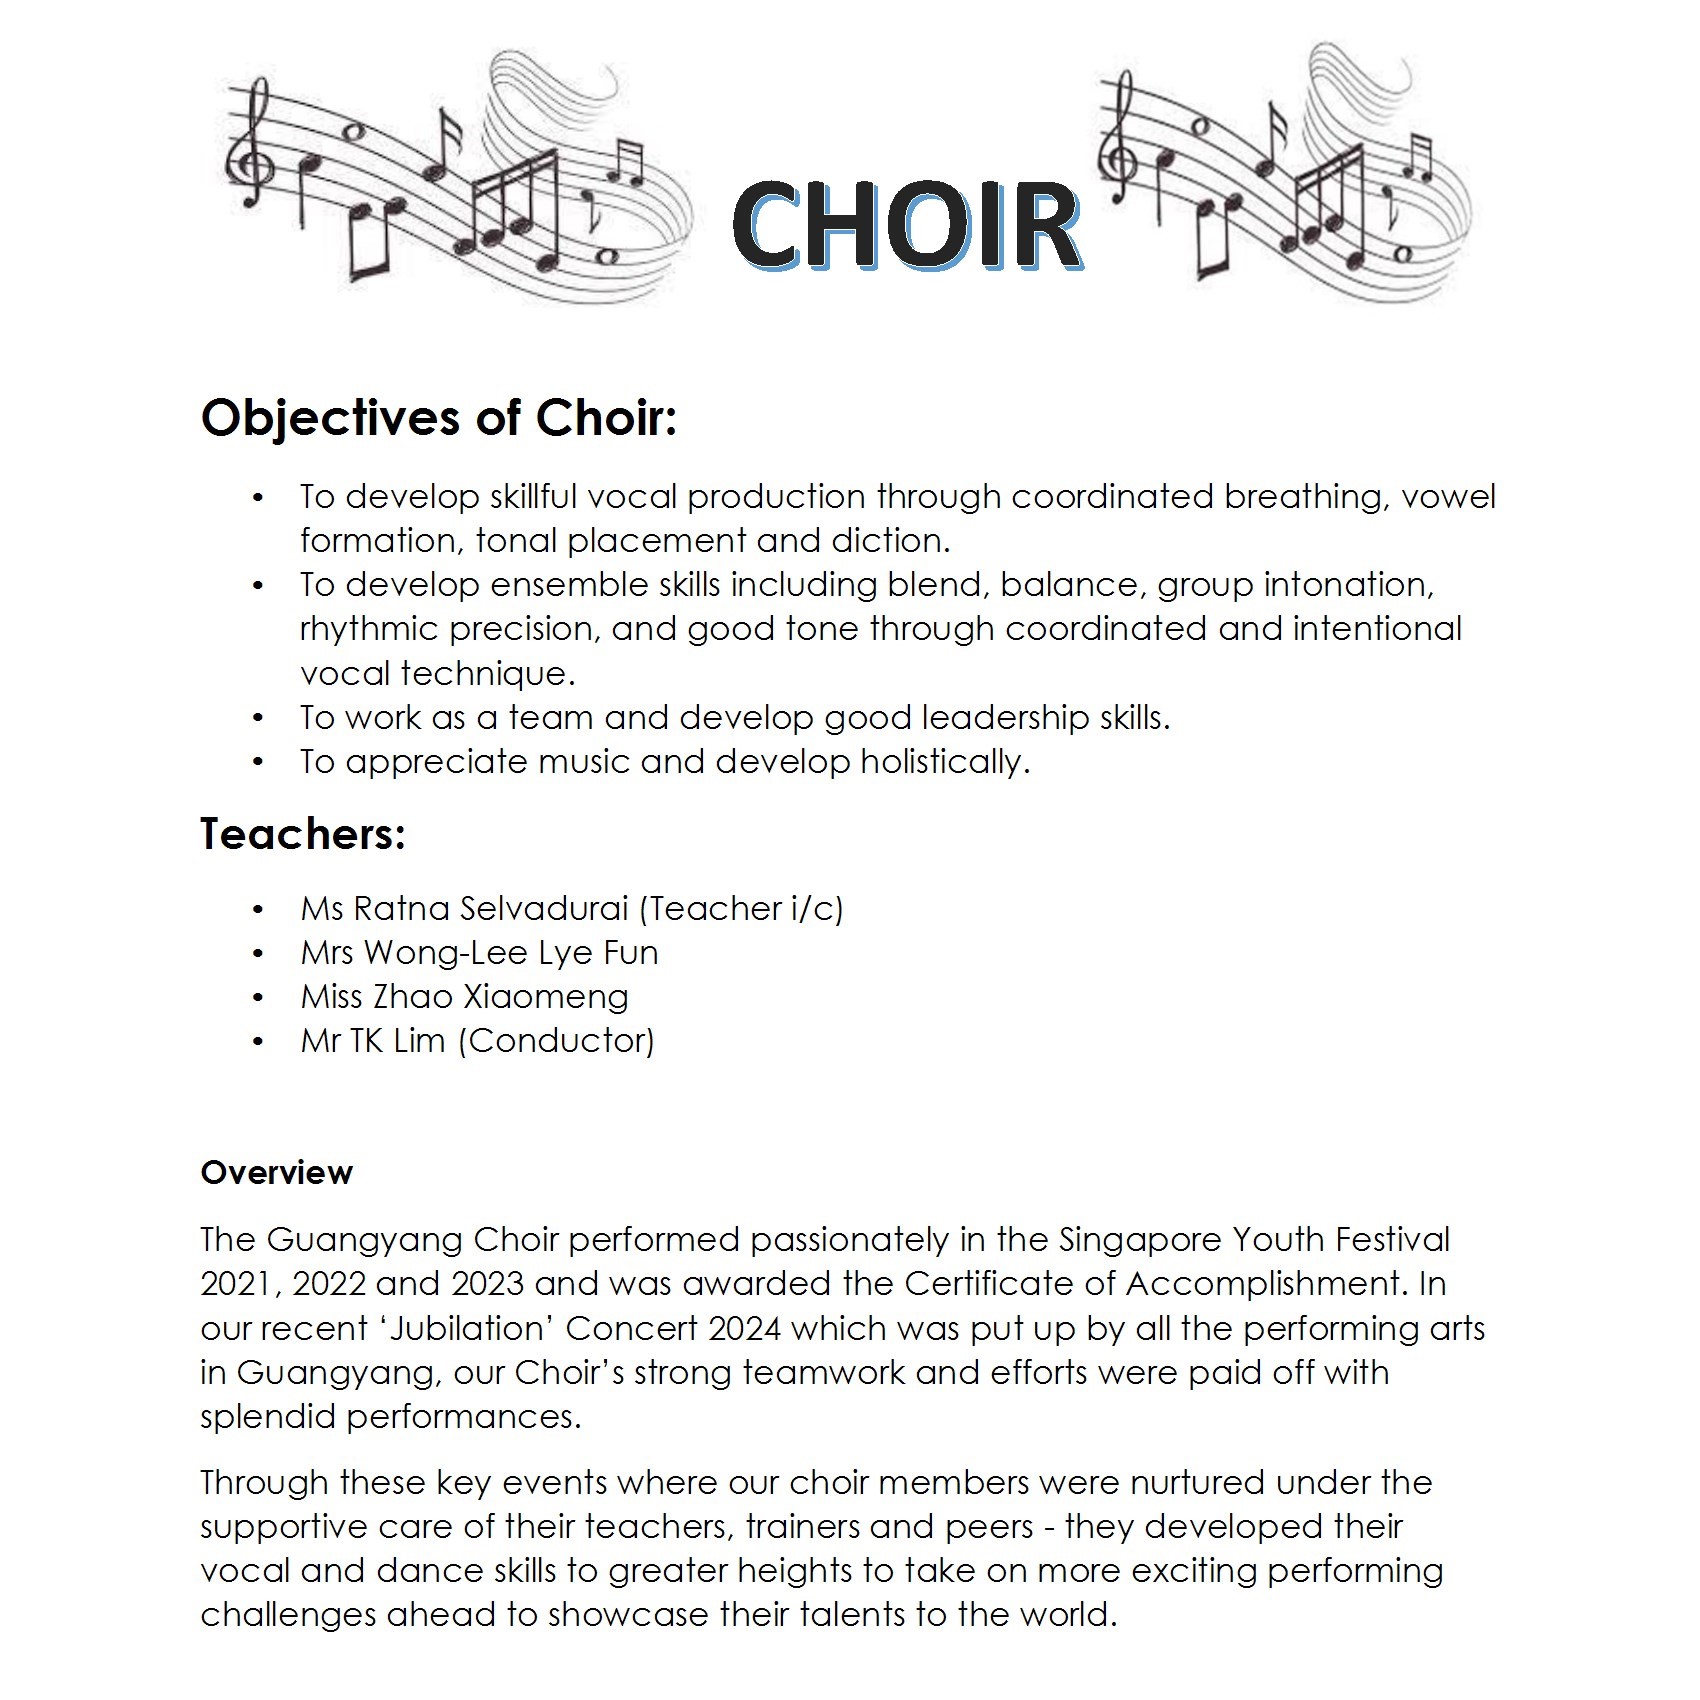 CHOIR
Objectives of Choir:
• To develop skillful vocal production through coordinated breathing, vowel
formation, tonal placement and diction.
• To develop ensemble skills including blend, balance, group intonation,
rhythmic precision, and good tone through coordinated and intentional
vocal technique.
• To work as a team and develop good leadership skills.
• To appreciate music and develop holistically.
Teachers:
• Ms Ratna Selvadurai (Teacher i/c)
• Mrs Wong-Lee Lye Fun
• Miss Zhao Xiaomeng
• Mr TK Lim (Conductor)
Overview
The Guangyang Choir performed passionately in the Singapore Youth Festival
2021, 2022 and 2023 and was awarded the Certificate of Accomplishment. In
our recent ‘Jubilation’ Concert 2024 which was put up by all the performing arts
in Guangyang, our Choir’s strong teamwork and efforts were paid off with
splendid performances.
Through these key events where our choir members were nurtured under the
supportive care of their teachers, trainers and peers - they developed their
vocal and dance skills to greater heights to take on more exciting performing
challenges ahead to showcase their talents to the world.